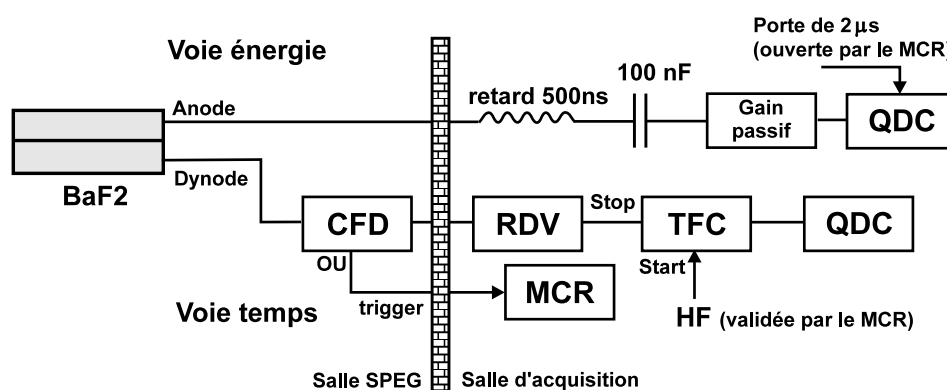 Porte de 2 µs
(ouverte par le MCR)
Voie énergie
100 nF
Anode
retard 500ns
Gain
passif
QDC
BaF2
Dynode
CFD
RDV
Stop
TFC
QDC
OU
Start
trigger
MCR
Voie temps
HF (validée par le MCR)
Salle SPEG
Salle d'acquisition